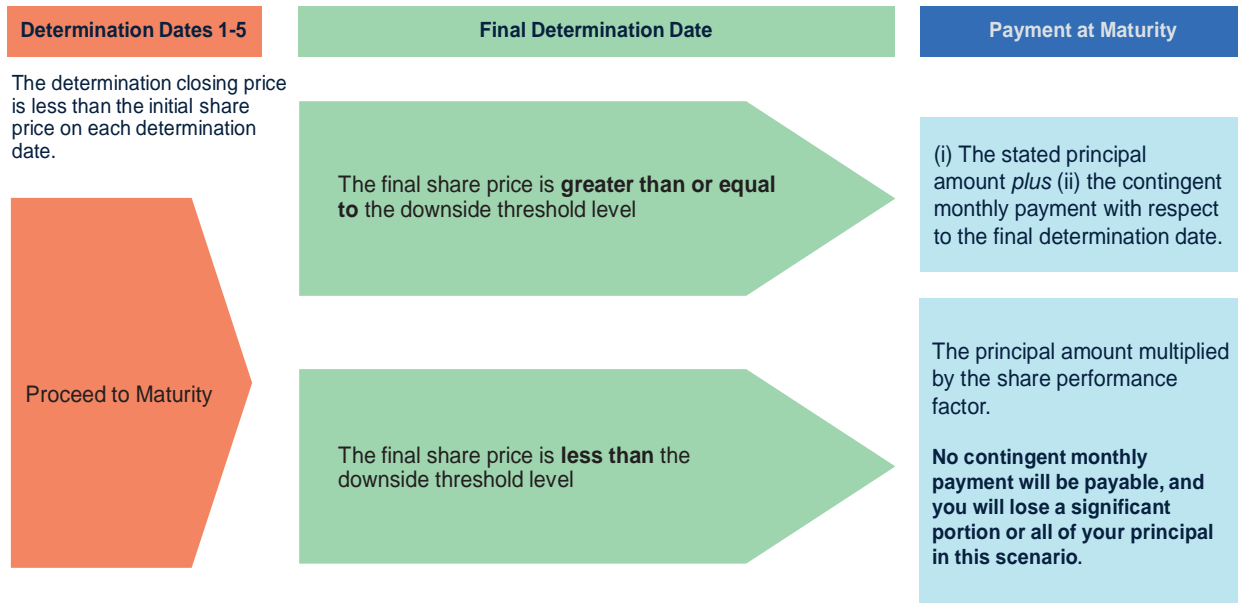 Determination Dates 1-5
Final Determination Date
Payment at Maturity
The determination closing price
is less than the initial share
price on each determination
date.
Proceed to Maturity
The final share price is greater than or equal
to the downside threshold level
(i) The stated principal
amount plus (ii) the contingent
monthly payment with respect
to the final determination date.
The final share price is less than the
downside threshold level
The principal amount multiplied
by the share performance
factor.
No contingent monthly
payment will be payable, and
you will lose a significant
portion or all of your principal
in this scenario.